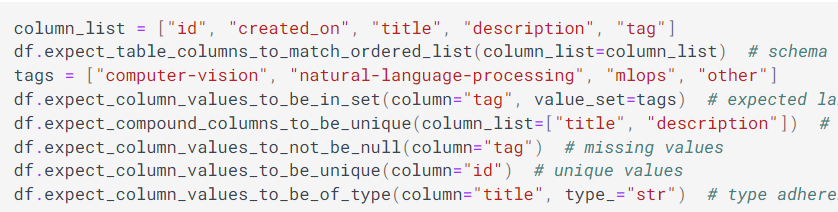 column_list = ["id", "created_on", "title", "description", "tag"]
df.expect_table_columns_to_match_ordered_list(column_list=column_list)  # schema
tags = ["computer-vision", "natural-language-processing", "mlops", "other"]
df.expect_column_values_to_be_in_set(column="tag", value_set=tags)  # expected
df.expect_compound_columns_to_be_unique(column_list=["title", "description"])  #
df.expect_column_values_to_not_be_null(column="tag")  # missing values
df.expect_column_values_to_be_unique(column="id")  # unique values
df.expect_column_values_to_be_of_type(column="title", type_="str")  # type